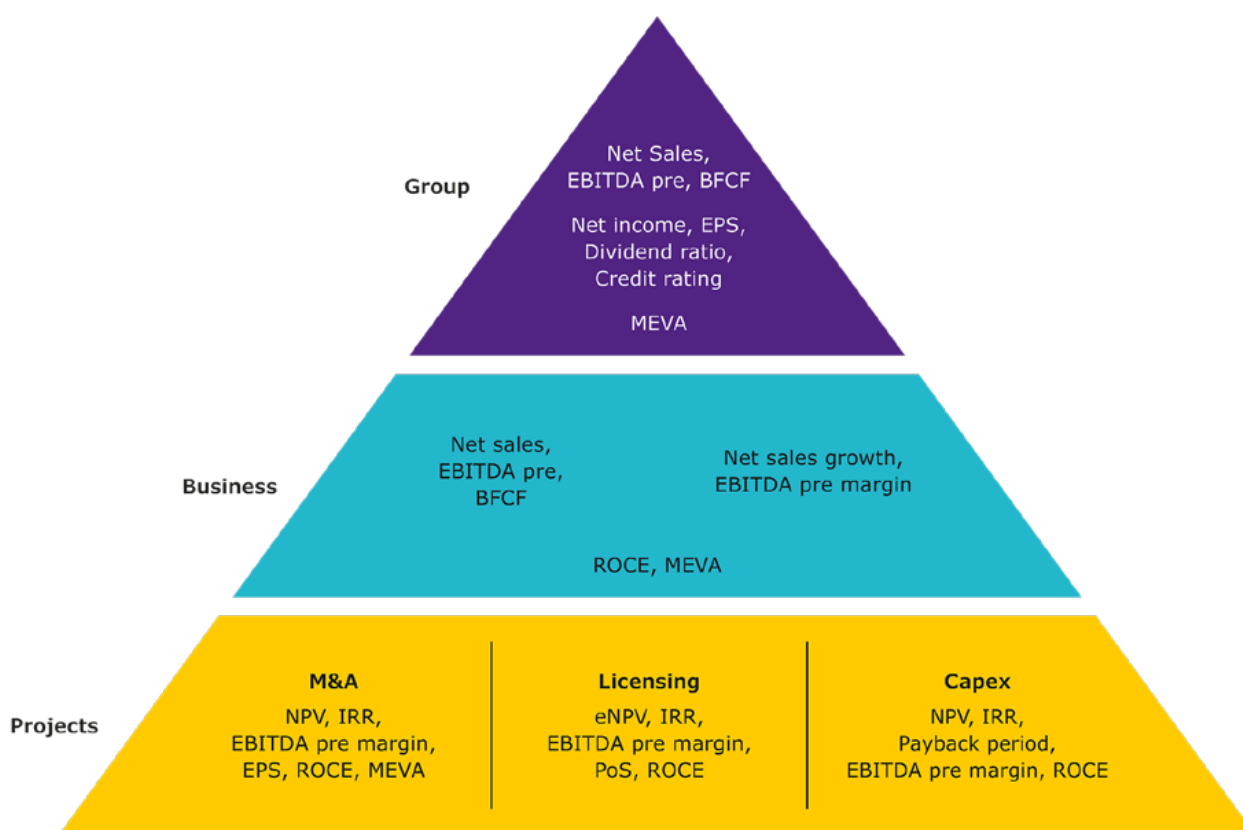 Group
Net Sales,
EBITDA pre, BFCF
Net income, EPS,
Dividend ratio,
Credit rating
MEVA
Business
Net sales,
EBITDA pre,
BFCF
Net sales growth,
EBITDA pre margin
ROCE, MEVA
Projects
M&A
NPV, IRR,
EBITDA pre margin,
EPS, ROCE, MEVA
Licensing
eNPV, IRR,
EBITDA pre margin,
PoS, ROCE
Capex
NPV, IRR,
Payback period,
EBITDA pre margin, ROCE